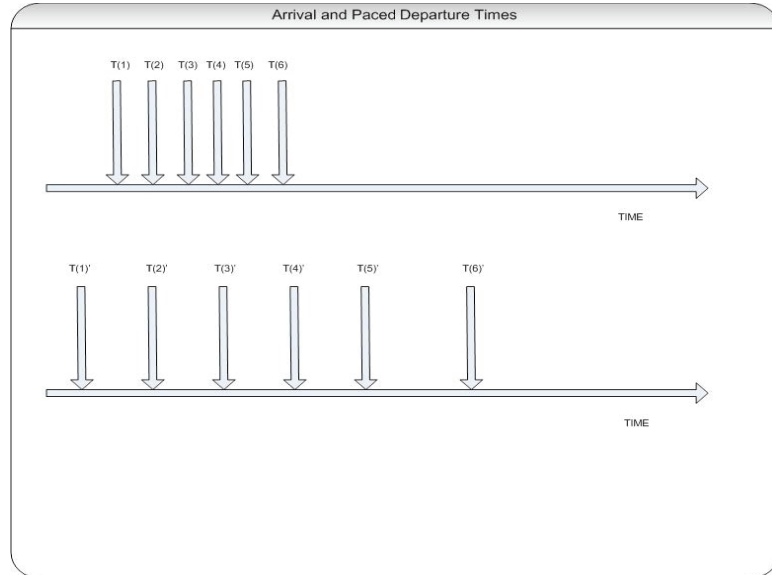 Arrival and Paced Departure Times
T(1) T(2) T(3) T(4) T(5) T(6)
TIME
T(1)' T(2)' T(3)' T(4)' T(5)' T(6)'
TIME